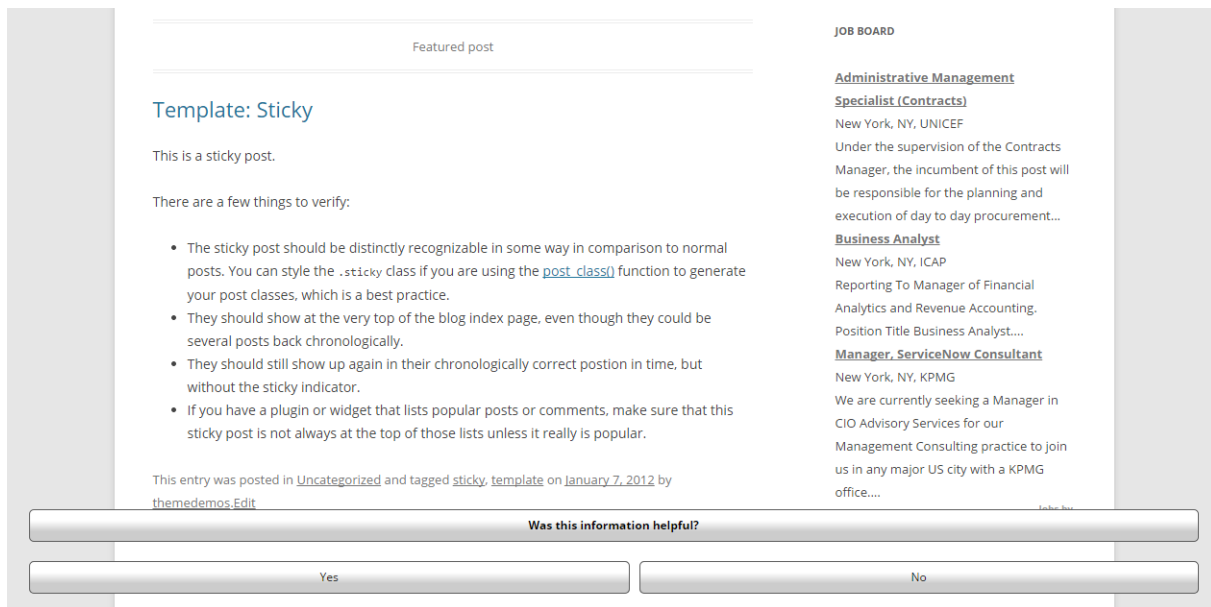 Featured post
Template: Sticky
This is a sticky post.
There are a few things to verify:
• The sticky post should be distinctly recognizable in some way in comparison to normal
posts. You can style the .sticky class if you are using the post_class() function to generate
your post classes, which is a best practice.
• They should show at the very top of the blog index page, even though they could be
several posts back chronologically.
• They should still show up again in their chronologically correct postion in time, but
without the sticky indicator.
• If you have a plugin or widget that lists popular posts or comments, make sure that this
sticky post is not always at the top of those lists unless it really is popular.
This entry was posted in Uncategorized and tagged sticky, template on January 7, 2012 by
themedemos.Edit
JOB BOARD
Administrative Management
Specialist (Contracts)
New York, NY, UNICEF
Under the supervision of the Contracts
Manager, the incumbent of this post will
be responsible for the planning and
execution of day to day procurement...
Business Analyst
New York, NY, ICAP
Reporting To Manager of Financial
Analytics and Revenue Accounting.
Position Title Business Analyst....
Manager, ServiceNow Consultant
New York, NY, KPMG
We are currently seeking a Manager in
CIO Advisory Services for our
Management Consulting practice to join
us in any major US city with a KPMG
office....
Jobs by
Was this information helpful?
Yes
No